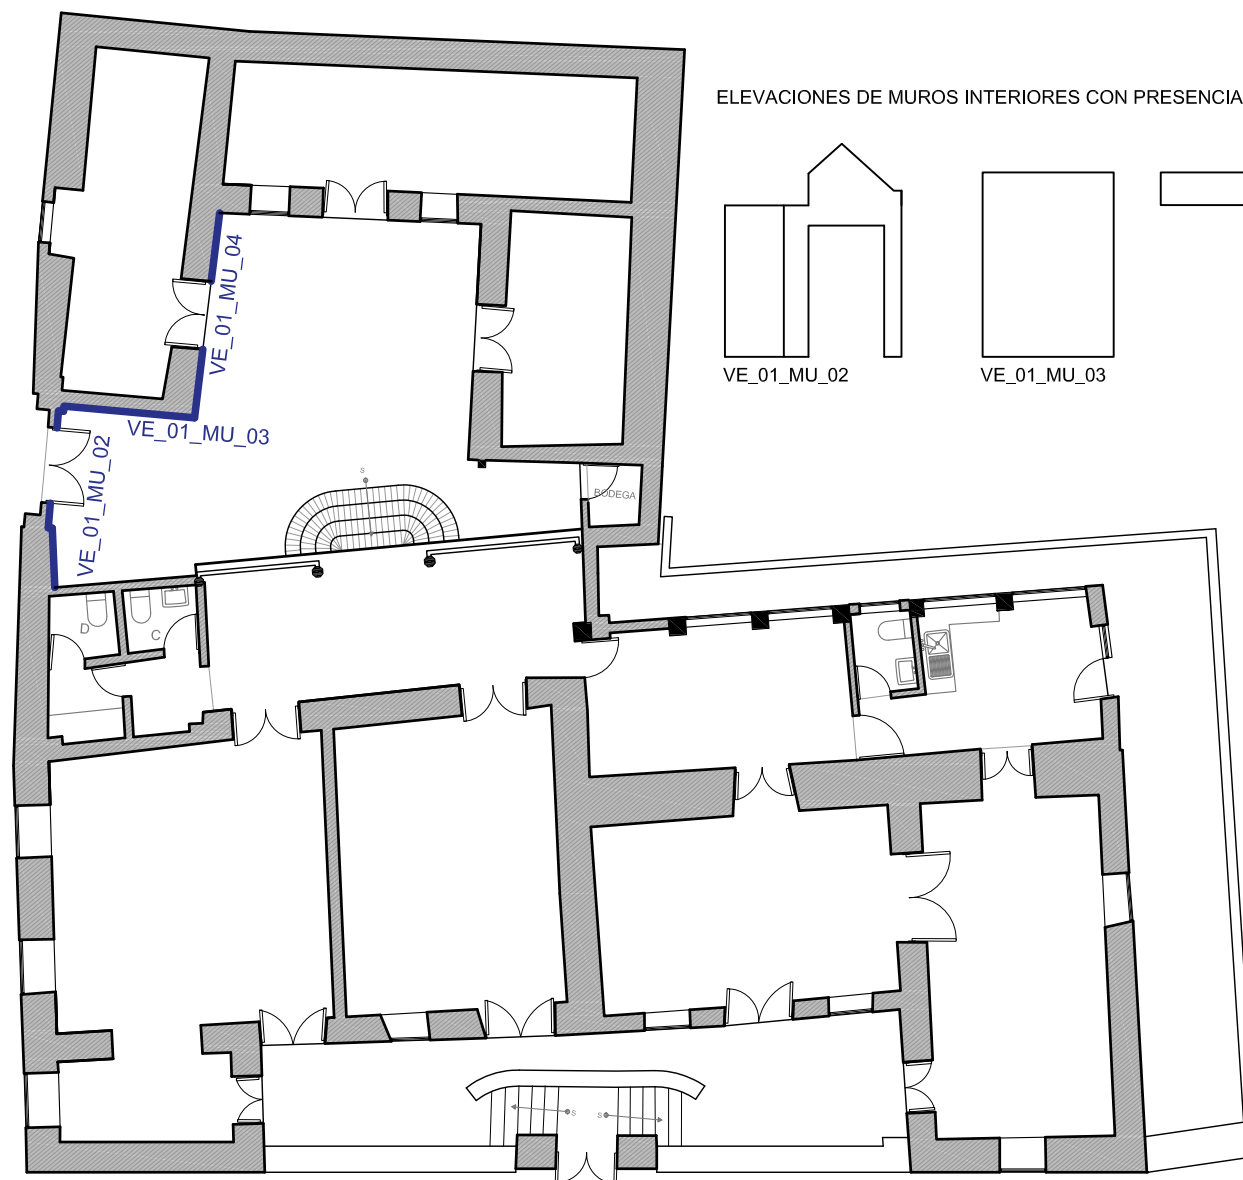 ELEVACIONES DE MUROS INTERIORES CON PRESENCIA
VE_01_MU_02
VE_01_MU_03
VE_01_MU_04
VE_01_MU_03
VE_01_MU_02
S
BODEGA
D
C
S
S